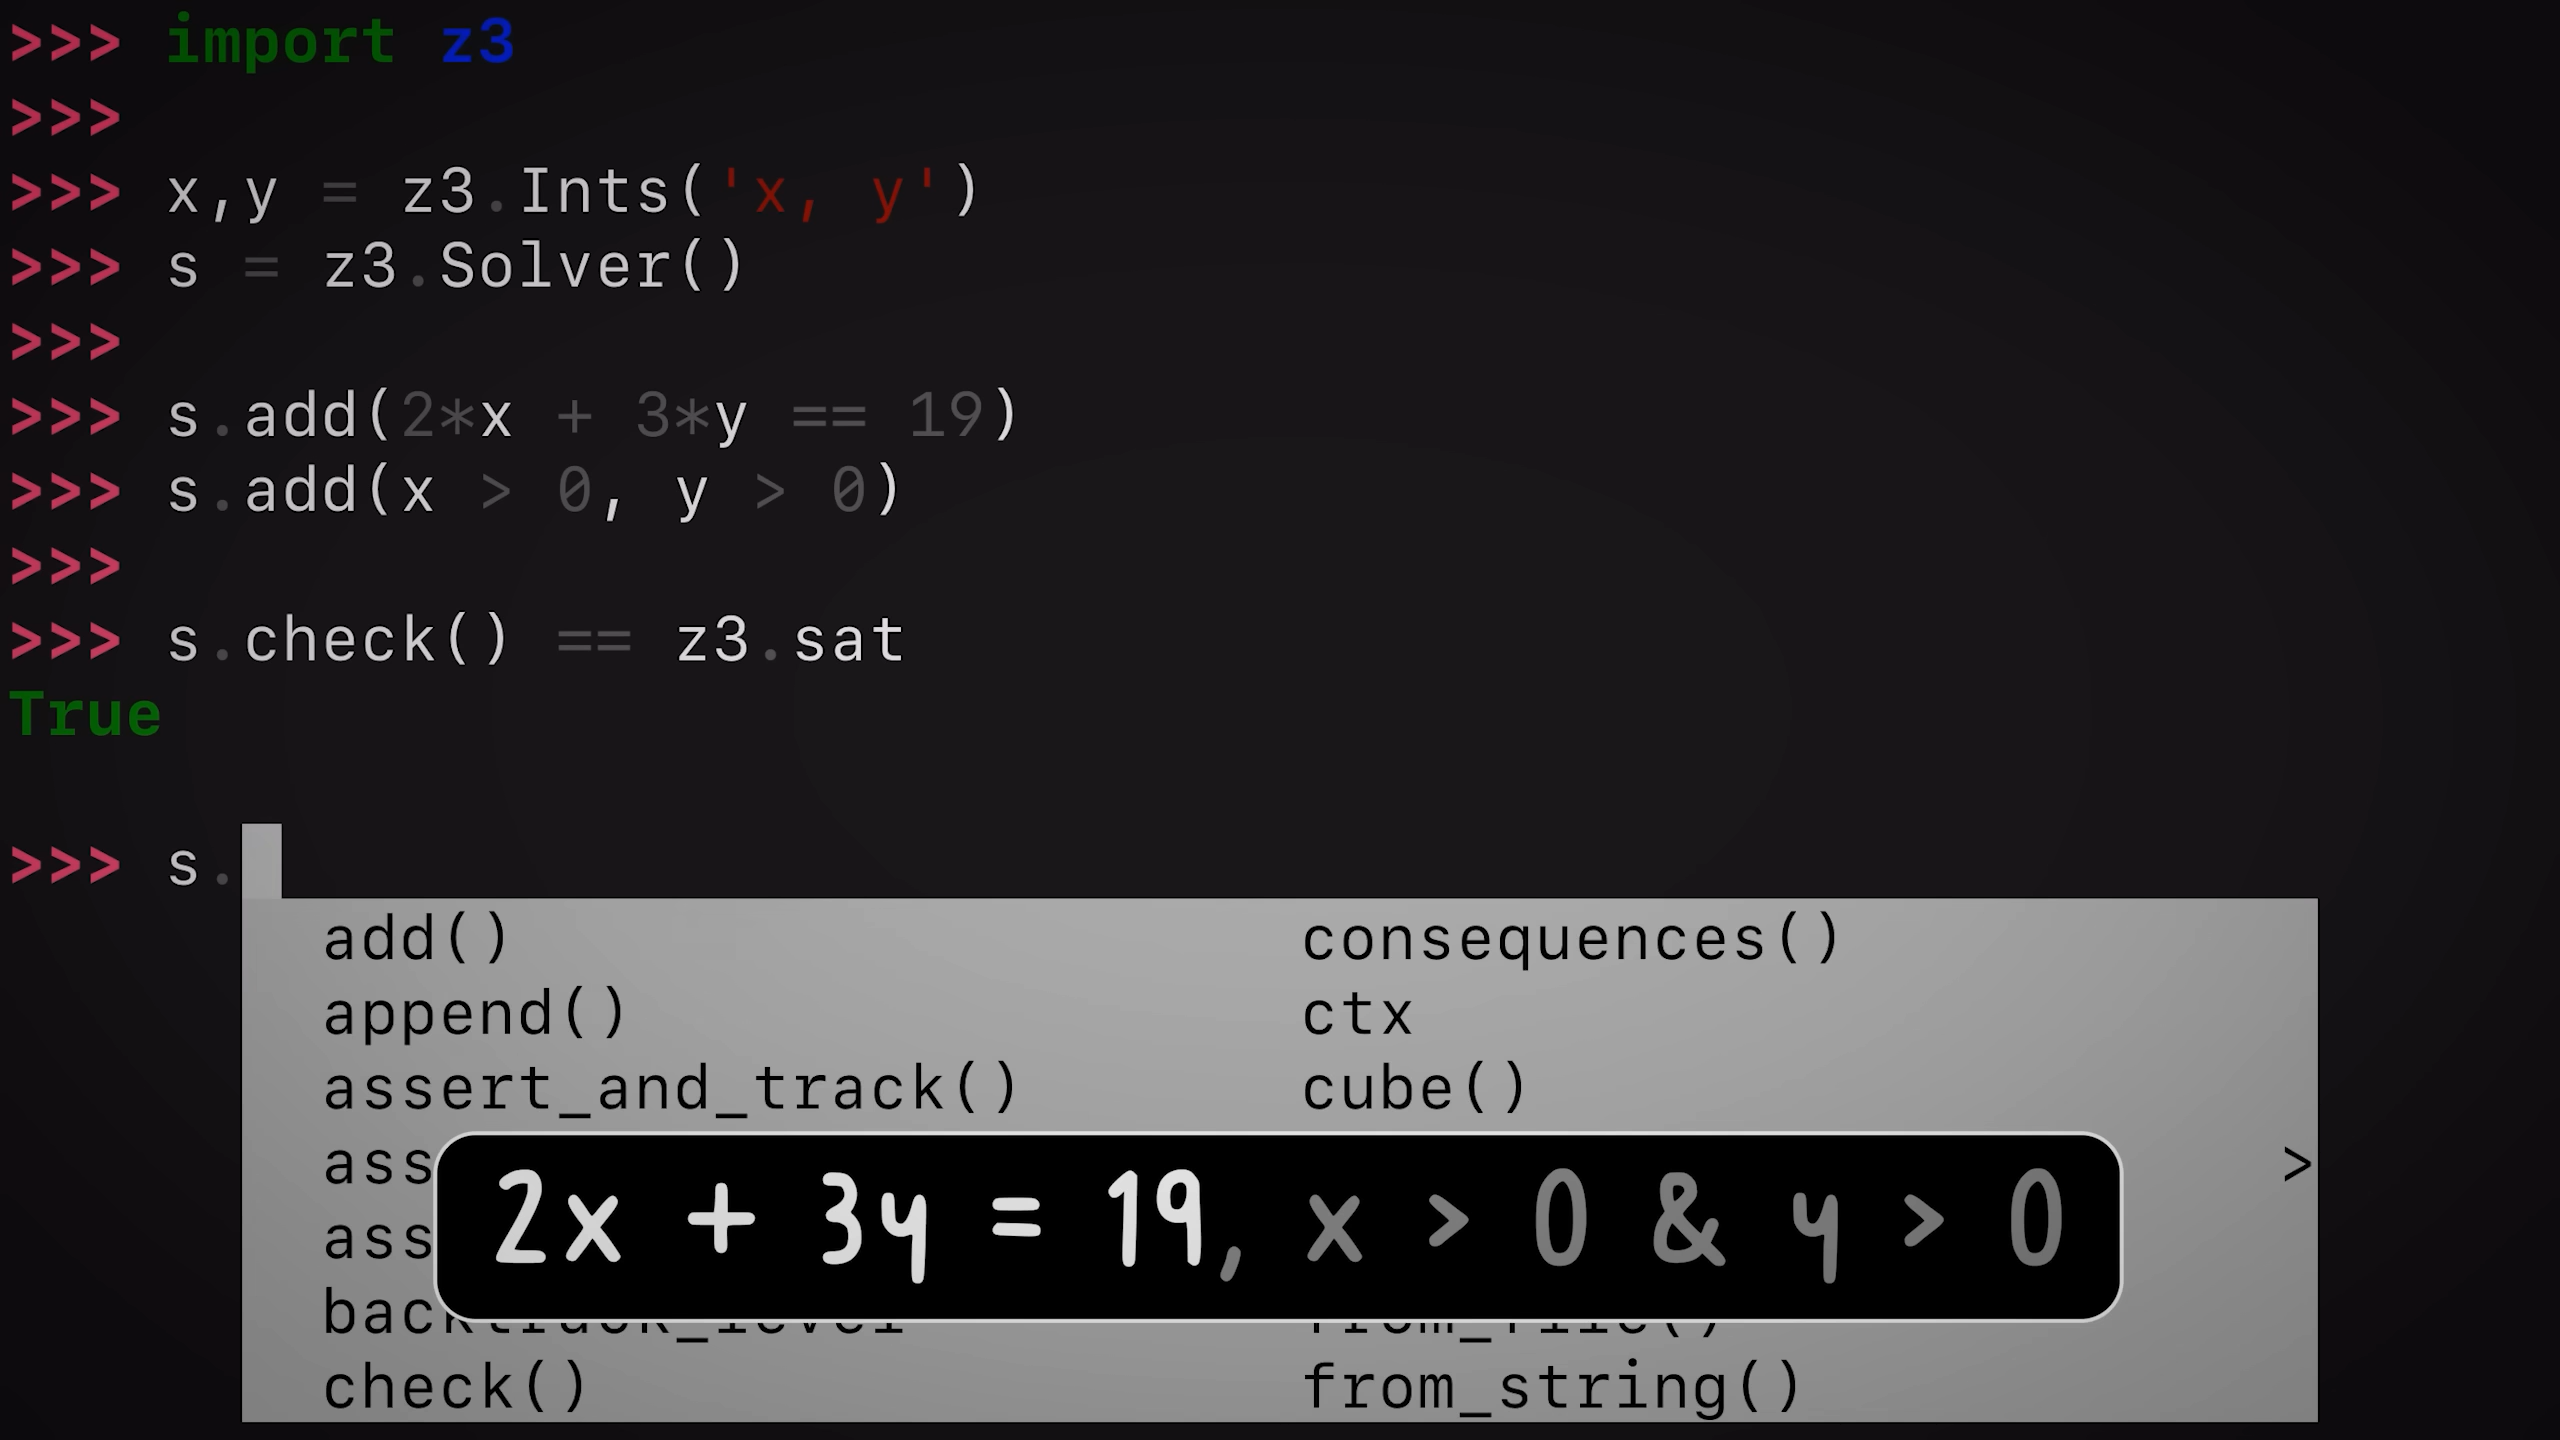 >>> import z3
>>>
>>> x,y = z3.Ints('x, y')
>>> s = z3.Solver()
>>>
>>> s.add(2*x + 3*y == 19)
>>> s.add(x > 0, y > 0)
>>>
>>> s.check() == z3.sat
True
>>> s.
add() consequences()
append() ctx
assert_and_track() cube()
>
2x + 3y = 19, x > 0 & y > 0
check() from_string()